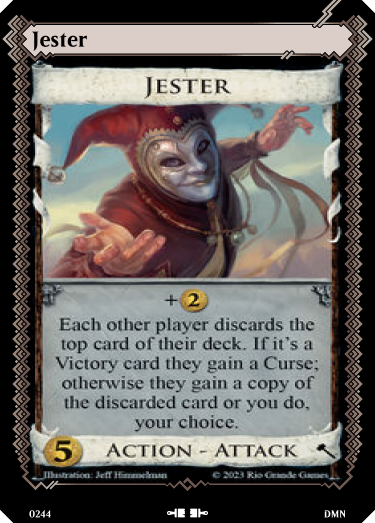 Jester
JESTER
+2
Each other player discards the
top card of their deck. If it's a
Victory card they gain a Curse;
otherwise they gain a copy of
the discarded card or you do,
your choice.
5 ACTION - ATTACK
Illustration: Jeff Himmelman © 2023 Rio Grande Games
0244 DMN